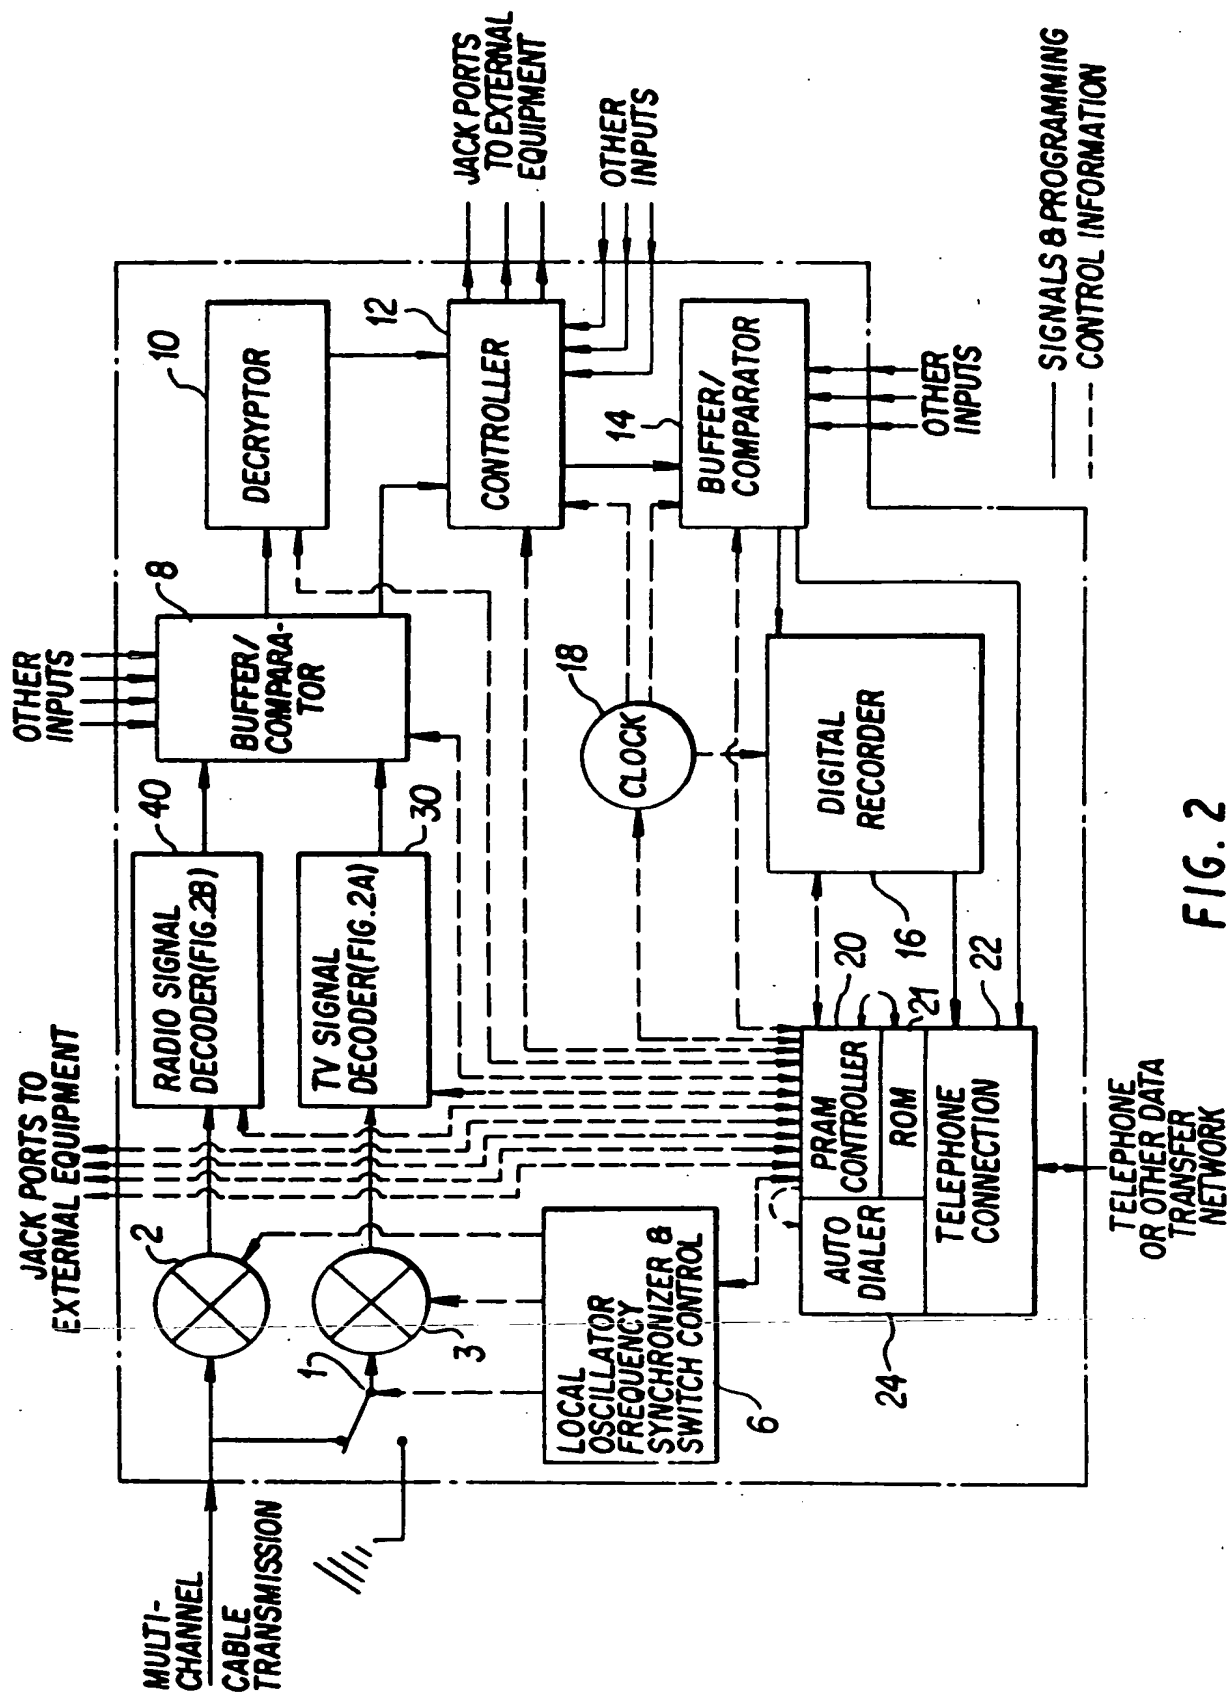 MULTI-
CHANNEL
CABLE
TRANSMISSION
JACK PORTS TO
EXTERNAL EQUIPMENT
OTHER
INPUTS
2
RADIO SIGNAL
DECODER(FIG.2B)
40
8
BUFFER/
COMPARA-
TOR
10
DECRYPTOR
1
3
TV SIGNAL
DECODER(FIG.2A)
30
12
CONTROLLER
JACK PORTS
TO EXTERNAL
EQUIPMENT
OTHER
INPUTS
LOCAL
OSCILLATOR
FREQUENCY
SYNCHRONIZER &
SWITCH CONTROL
6
18
CLOCK
14
BUFFER/
COMPARATOR
OTHER
INPUTS
AUTO
DIALER
24
PRAM
CONTROLLER
20
ROM
21
TELEPHONE
CONNECTION
22
DIGITAL
RECORDER
16
TELEPHONE
OR OTHER DATA
TRANSFER
NETWORK
SIGNALS & PROGRAMMING
CONTROL INFORMATION
FIG. 2